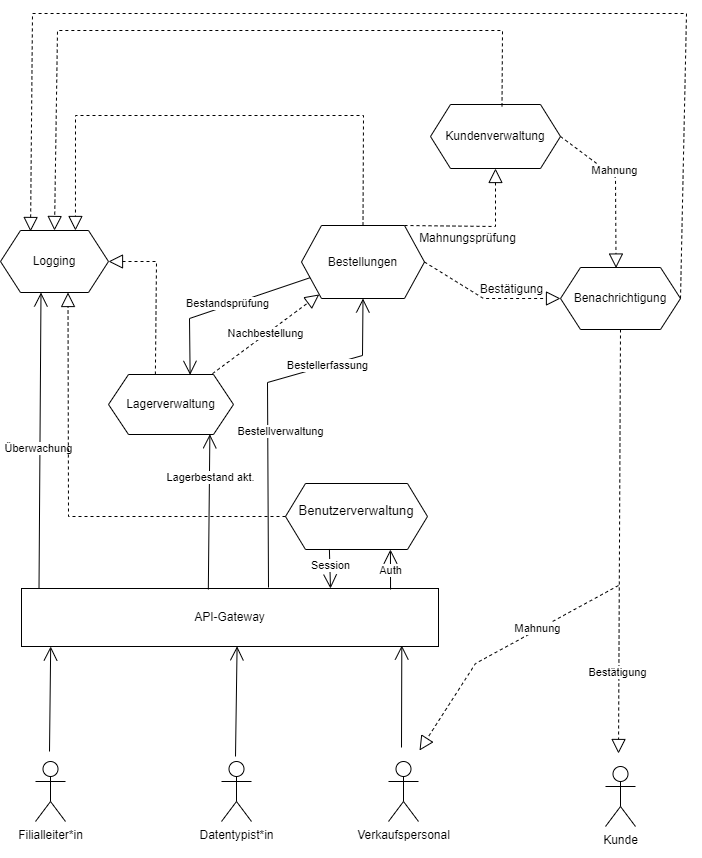 Kundenverwaltung
Mahnung
Mahnungsprüfung
Logging
Bestellungen
Bestätigung
Benachrichtigung
Bestandsprüfung
Nachbestellung
Bestellerfassung
Lagerverwaltung
Bestellverwaltung
Überwachung
Lagerbestand akt.
Benutzerverwaltung
Session
Auth
API-Gateway
Mahnung
Bestätigung
Filialleiter*in
Datentypist*in
Verkaufspersonal
Kunde